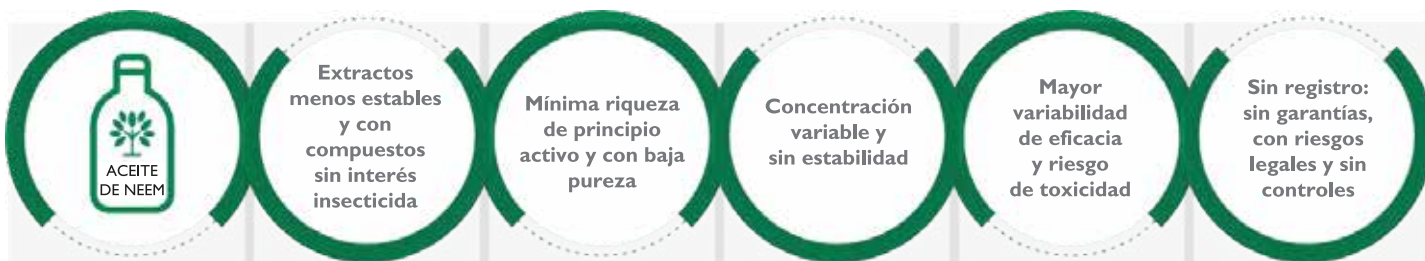 ACEITE
DE NEEM
Extractos
menos estables
y con
compuestos
sin interés
insecticida
Mínima riqueza
de principio
activo y con baja
pureza
Concentración
variable y
sin estabilidad
Mayor
variabilidad
de eficacia
y riesgo
de toxicidad
Sin registro:
sin garantías,
con riesgos
legales y sin
controles